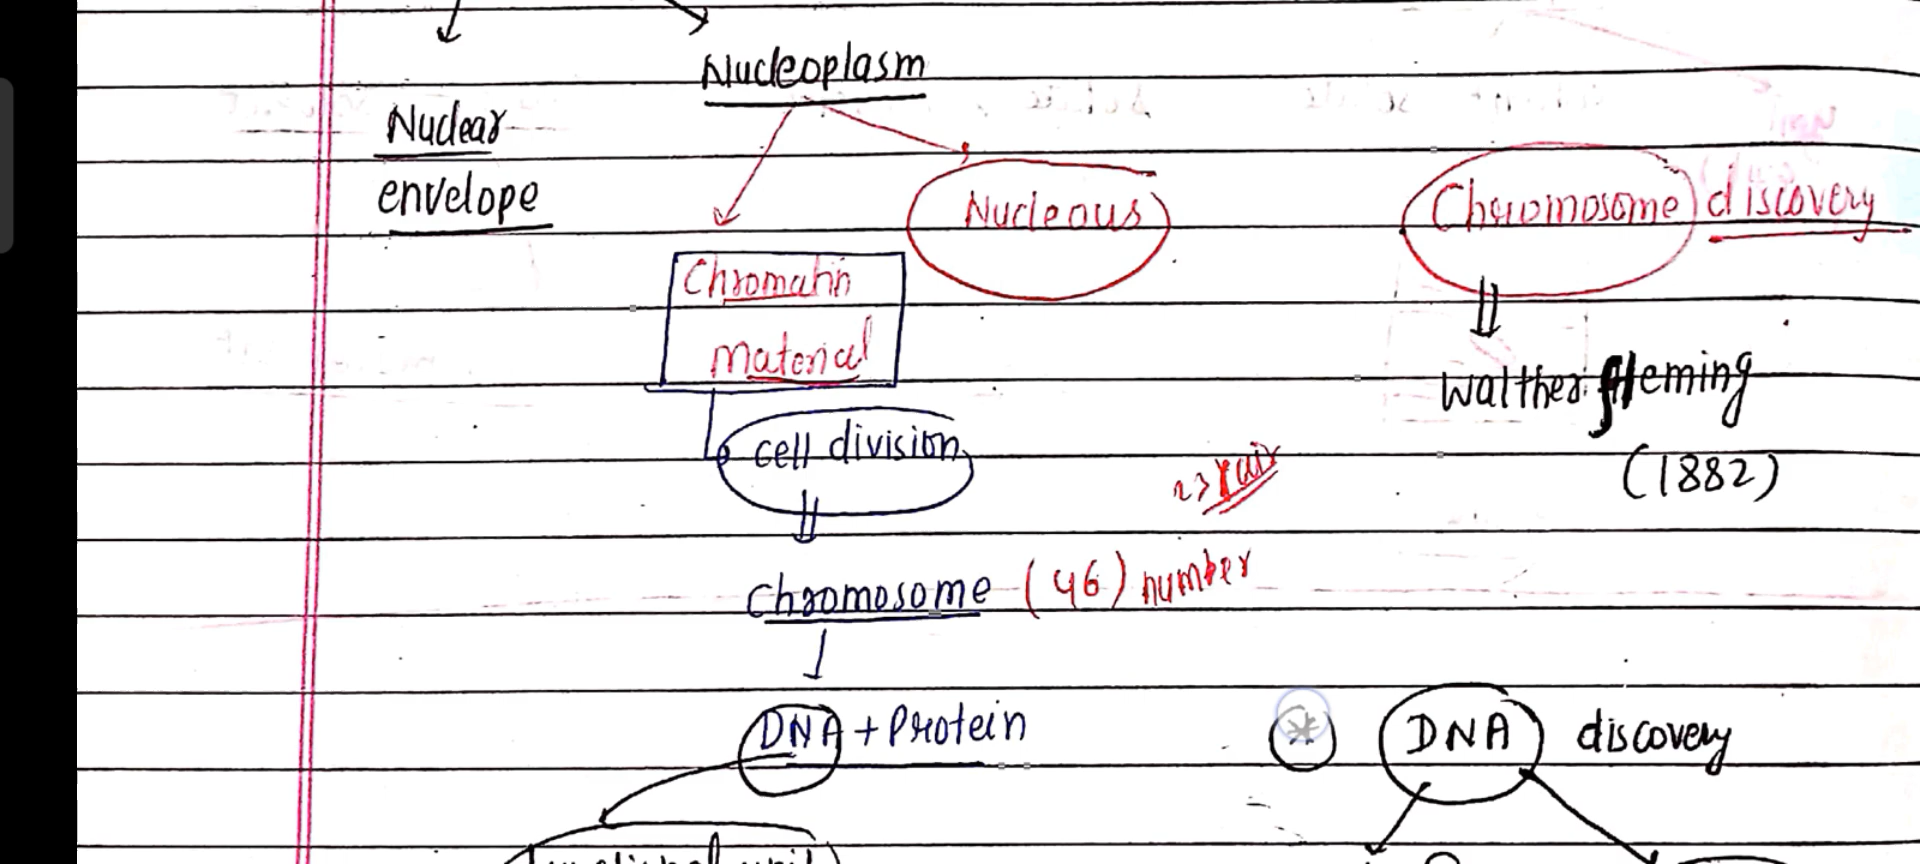 Nucleoplasm
Nuclear
envelope
Nucleous
Chromosome discovery
Chromatin
Material
Walther flleming
(1882)
cell division
23 pair
Chromosome (46) number
DNA + Protein
* DNA discovery